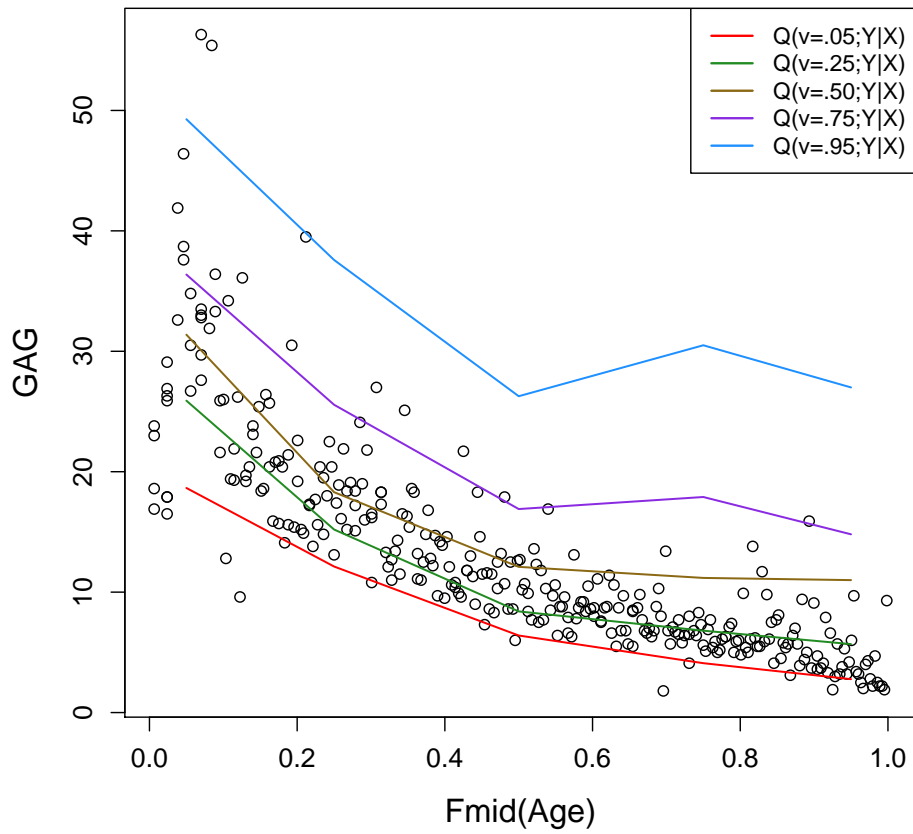 Q(v=.05;Y|X)
Q(v=.25;Y|X)
Q(v=.50;Y|X)
Q(v=.75;Y|X)
Q(v=.95;Y|X)
50
40
30
20
10
0
GAG
0.0 0.2 0.4 0.6 0.8 1.0
Fmid(Age)